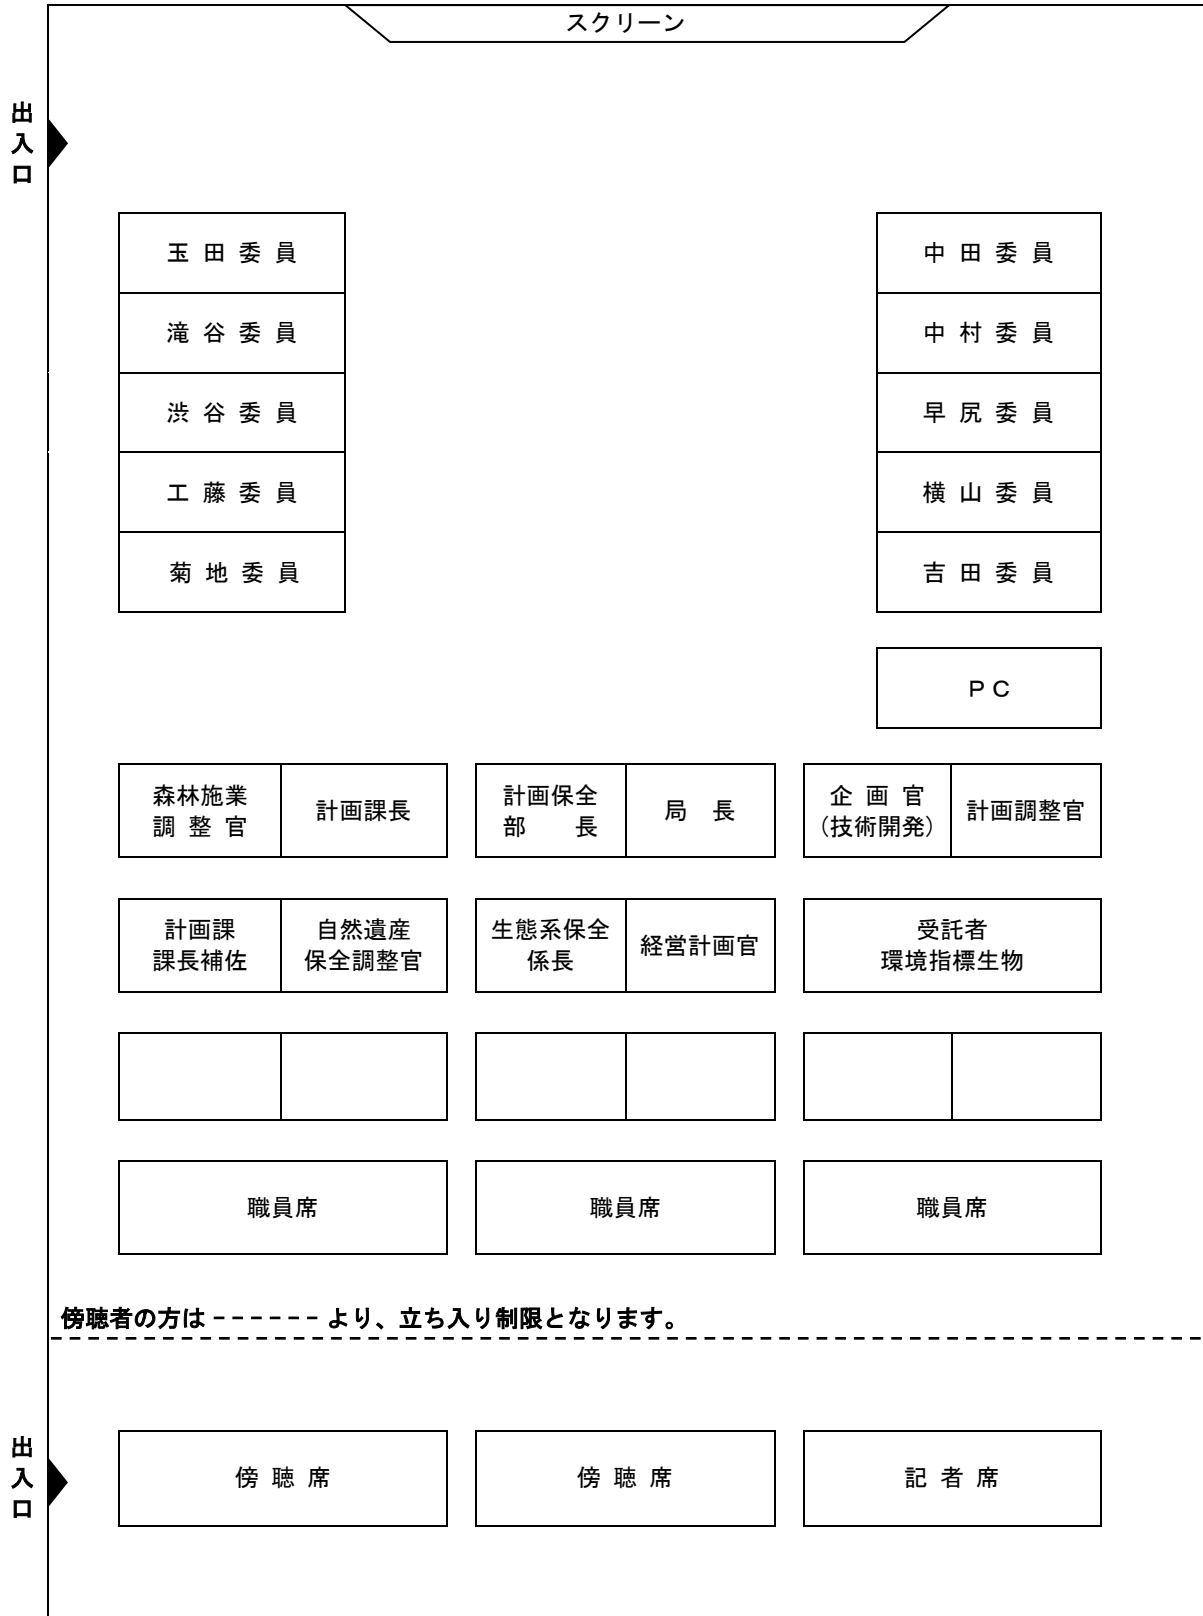 スクリーン
出入口
玉田委員
中田委員
滝谷委員
中村委員
渋谷委員
早尻委員
工藤委員
横山委員
菊地委員
吉田委員
ＰＣ
森林施業
調整官
計画課長
計画保全
部　　長
局　長
企画官
(技術開発)
計画調整官
計画課
課長補佐
自然遺産
保全調整官
生態系保全
係長
経営計画官
受託者
環境指標生物
職員席
職員席
職員席
傍聴者の方は ------ より、立ち入り制限となります。
出入口
傍聴席
傍聴席
記者席